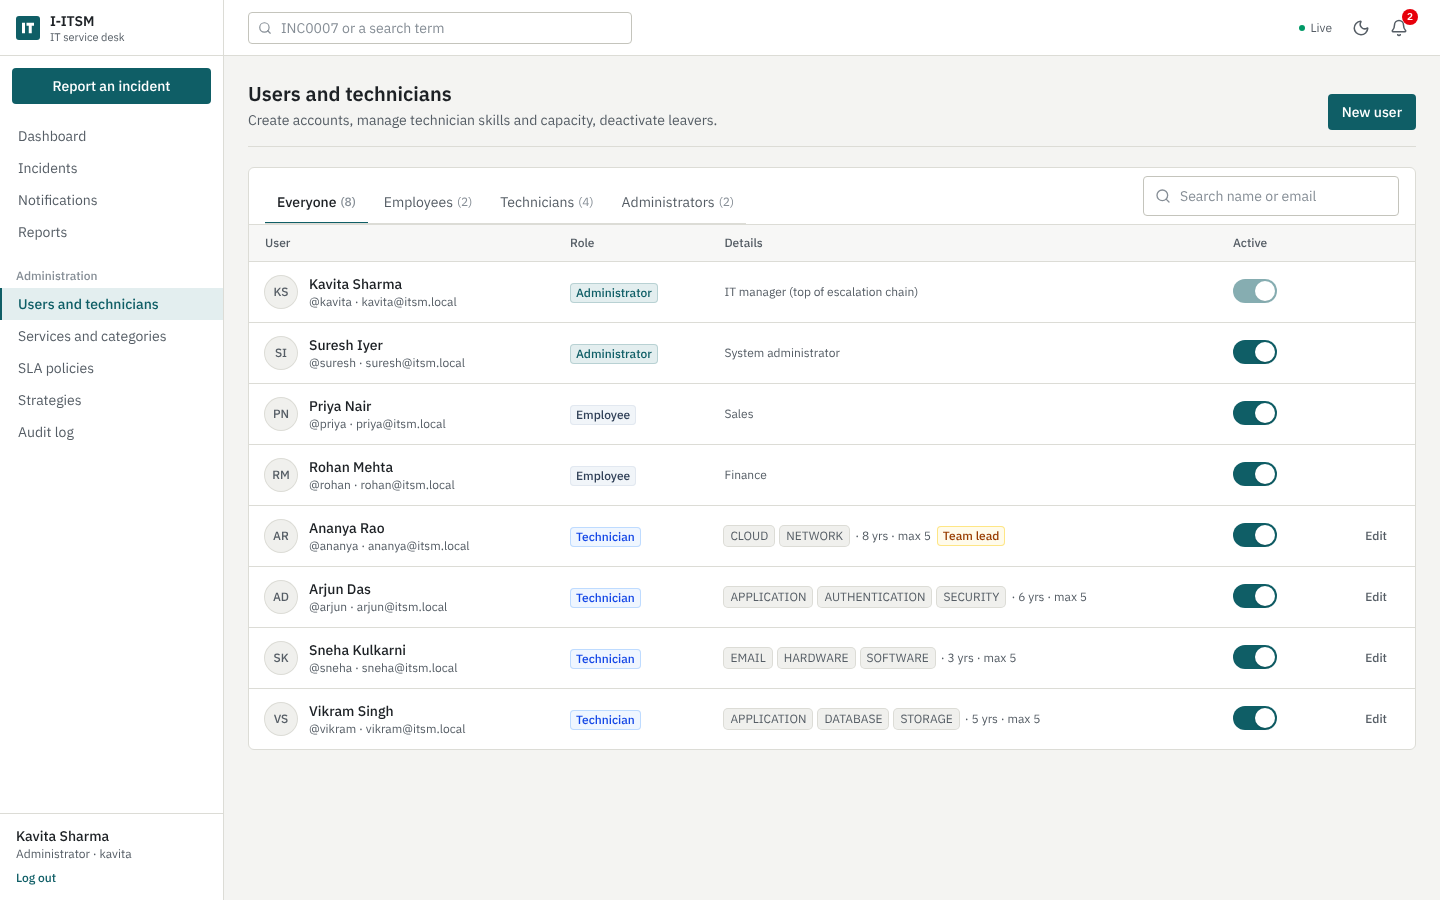 IT
I-ITSM
IT service desk
INC0007 or a search term
Live
2
Report an incident
Dashboard
Incidents
Notifications
Reports
Administration
Users and technicians
Services and categories
SLA policies
Strategies
Audit log
Kavita Sharma
Administrator · kavita
Log out
Users and technicians
Create accounts, manage technician skills and capacity, deactivate leavers.
New user
Everyone (8) Employees (2) Technicians (4) Administrators (2)
Search name or email
User Role Details Active
KS Kavita Sharma Administrator IT manager (top of escalation chain)
@kavita · kavita@itsm.local
SI Suresh Iyer Administrator System administrator
@suresh · suresh@itsm.local
PN Priya Nair Employee Sales
@priya · priya@itsm.local
RM Rohan Mehta Employee Finance
@rohan · rohan@itsm.local
AR Ananya Rao Technician CLOUD NETWORK · 8 yrs · max 5 Team lead Edit
@ananya · ananya@itsm.local
AD Arjun Das Technician APPLICATION AUTHENTICATION SECURITY · 6 yrs · max 5 Edit
@arjun · arjun@itsm.local
SK Sneha Kulkarni Technician EMAIL HARDWARE SOFTWARE · 3 yrs · max 5 Edit
@sneha · sneha@itsm.local
VS Vikram Singh Technician APPLICATION DATABASE STORAGE · 5 yrs · max 5 Edit
@vikram · vikram@itsm.local